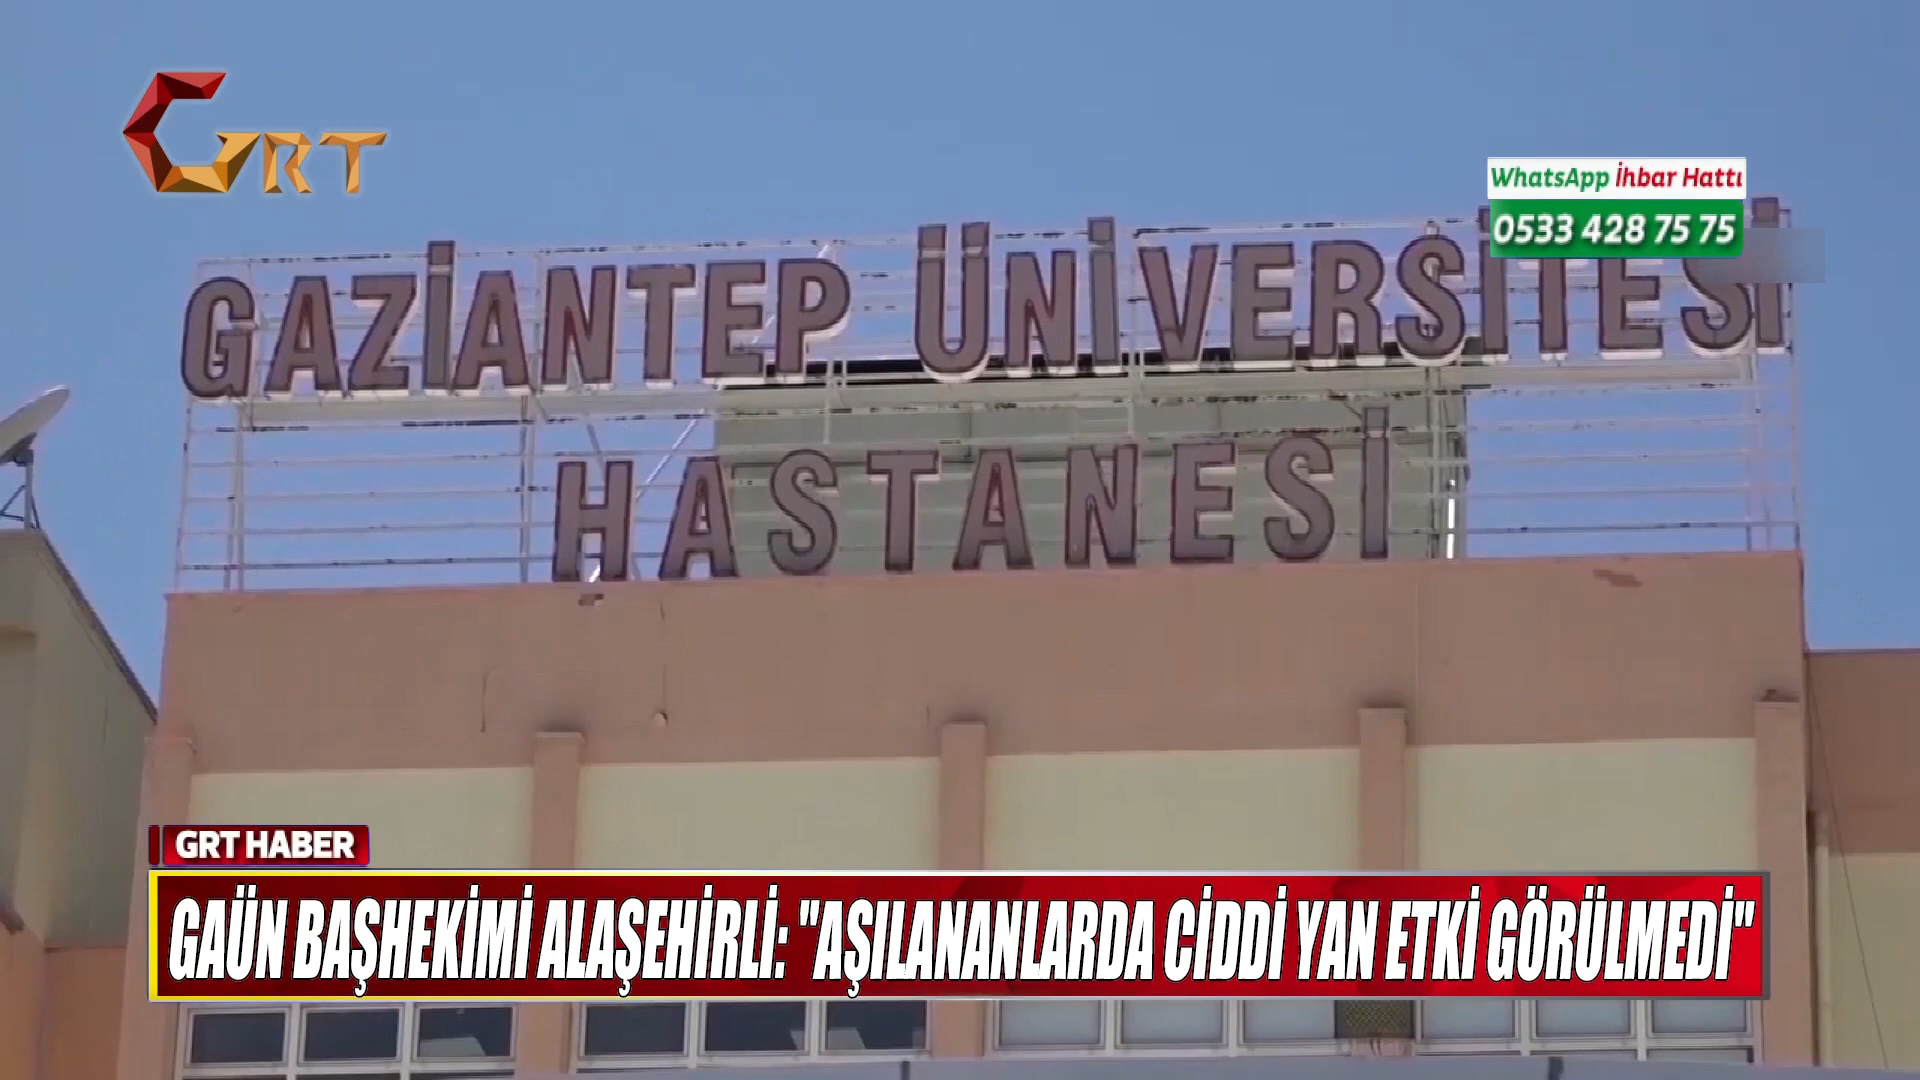 GRT
WhatsApp İhbar Hattı
0533 428 75 75
GAZİANTEP ÜNİVERSİTESİ
HASTANESİ
GRT HABER
GAÜN BAŞHEKİMİ ALAŞEHİRLİ: "AŞILANANLARDA CİDDİ YAN ETKİ GÖRÜLMEDİ"